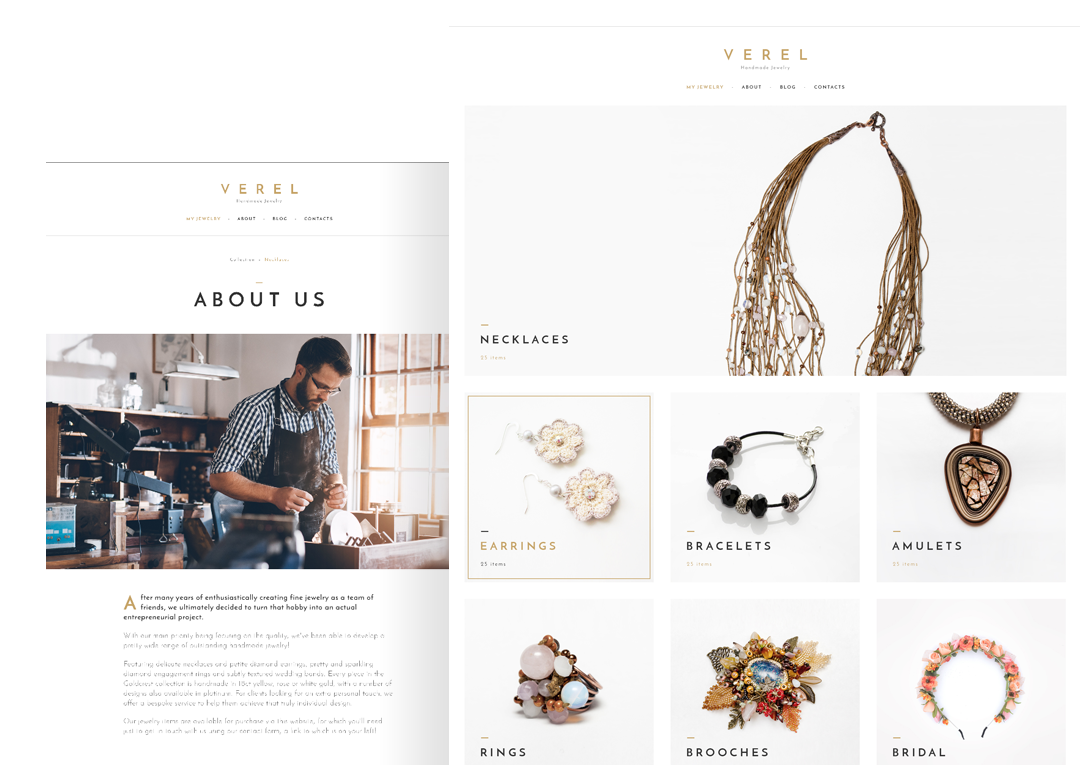 VEREL
Handmade Jewelry
MY JEWELRY
ABOUT
BLOG
CONTACTS
ABOUT US
After many years of enthusiastically creating fine jewelry as a team of
friends, we ultimately decided to turn that hobby into an actual
entrepreneurial project.
With our main priority being focusing on the quality, we've been able to develop a
pretty wide range of outstanding handmade jewelry!
Featuring delicate necklaces and petite diamond earrings, pretty and sparkling
diamond engagement rings and subtly textured wedding bands. Every piece in the
collection is handmade in 18ct yellow, rose or white gold, with a number of
designs also available in platinum. For clients looking for an extra personal touch, we
offer a bespoke service to help them achieve that truly individual design.
Our jewelry items are available for purchase via the website, for which you'll need
just to get in touch with us using our contact form, a link to which is on your left!
VEREL
Handmade Jewelry
MY JEWELRY
ABOUT
BLOG
CONTACTS
NECKLACES
25 items
EARRINGS
25 items
BRACELETS
25 items
AMULETS
25 items
RINGS
BROOCHES
BRIDAL